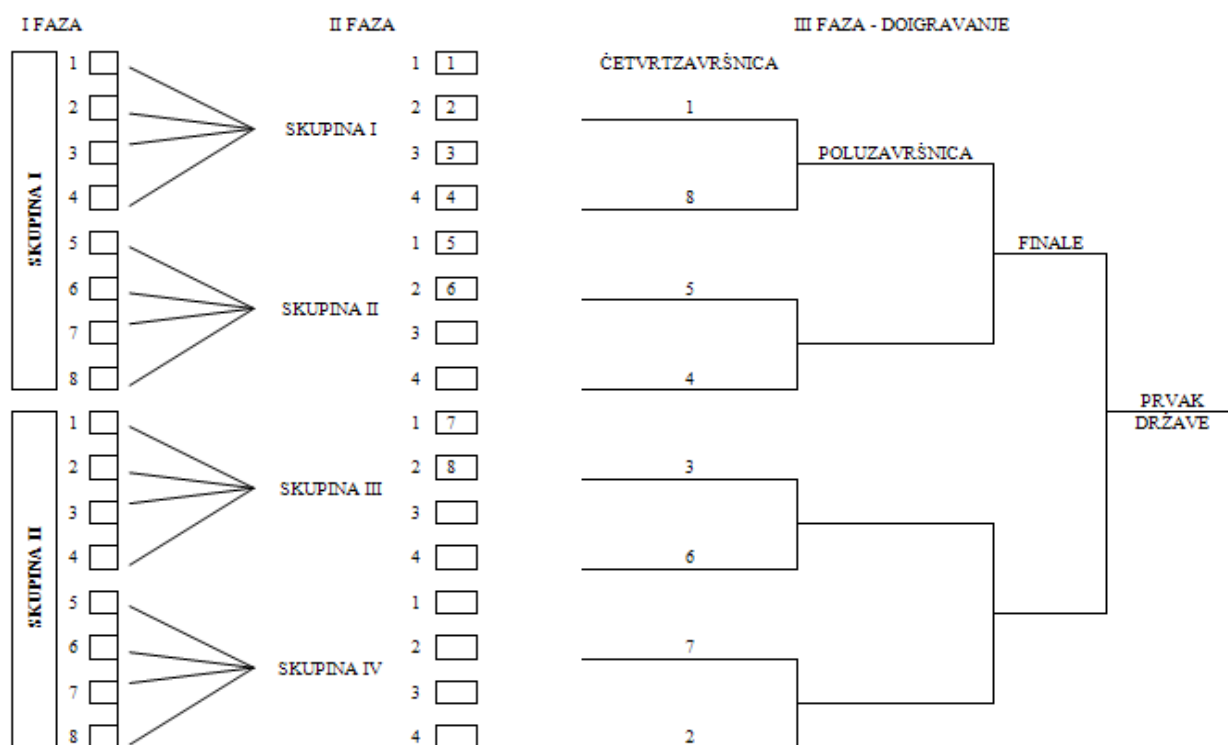 I FAZA II FAZA III FAZA - DOIGRAVANJE
1 1 1 ČETVRTZAVRŠNICA
2 2 2 1
SKUPINA I
3 3 3 POLUZAVRŠNICA
4 4 4 8
SKUPINA I
5 1 5 FINALE
6 2 6 5
SKUPINA II
7 3
8 4 4
PRVAK
DRŽAVE
1 1 7
2 2 8 3
SKUPINA III
3 3
4 4 6
SKUPINA II
5 1
6 2 7
SKUPINA IV
7 3
8 4 2